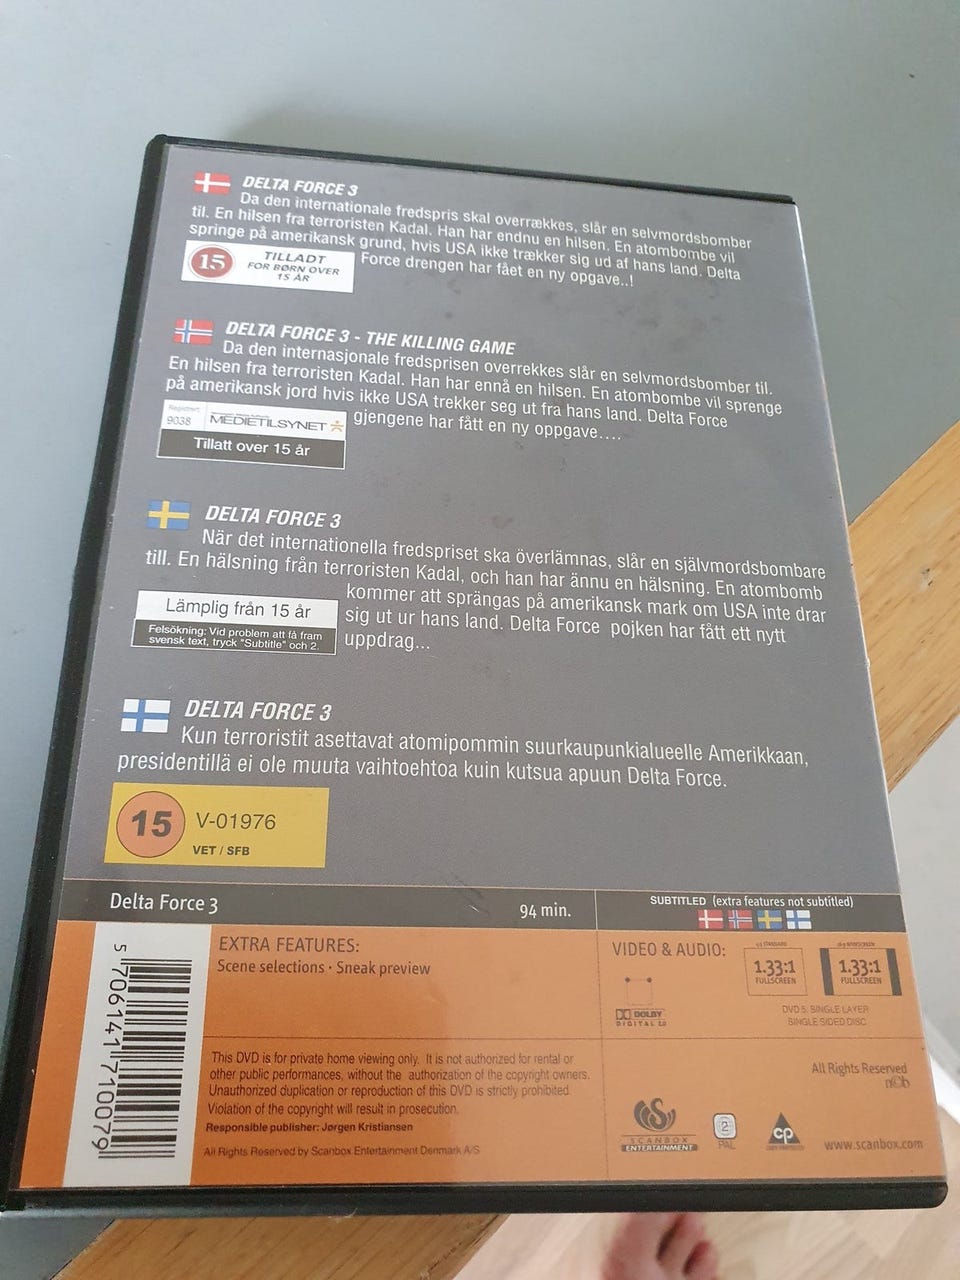 DELTA FORCE 3
Da den internationale fredspris skal overrækkes, slår en selvmordsbomber
til. En hilsen fra terroristen Kadal. Han har endnu en hilsen. En atombombe vil
springe på amerikansk grund, hvis USA ikke trækker sig ud af hans land. Delta
Force drengen har fået en ny opgave..!
15
TILLADT
FOR BØRN OVER
15 ÅR
DELTA FORCE 3 - THE KILLING GAME
Da den internasjonale fredsprisen overrekkes slår en selvmordsbomber til.
En hilsen fra terroristen Kadal. Han har ennå en hilsen. En atombombe vil sprenge
på amerikansk jord hvis ikke USA trekker seg ut fra hans land. Delta Force
gjengene har fått en ny oppgave....
Registrert
9038
MEDIETILSYNET
Tillatt over 15 år
DELTA FORCE 3
När det internationella fredspriset ska överlämnas, slår en självmordsbombare
till. En hälsning från terroristen Kadal, och han har ännu en hälsning. En atombomb
kommer att sprängas på amerikansk mark om USA inte drar
sig ut ur hans land. Delta Force pojken har fått ett nytt
uppdrag...
Lämplig från 15 år
Felsökning: Vid problem att få fram
svensk text, tryck "Subtitle" och 2.
DELTA FORCE 3
Kun terroristit asettavat atomipommin suurkaupunkialueelle Amerikkaan,
presidentillä ei ole muuta vaihtoehtoa kuin kutsua apuun Delta Force.
15
V-01976
VET / SFB
Delta Force 3
94 min.
SUBTITLED (extra features not subtitled)
5 706141 710079
EXTRA FEATURES:
Scene selections · Sneak preview
VIDEO & AUDIO:
DOLBY
DIGITAL 2.0
4:3 STANDARD
1.33:1
FULLSCREEN
16:9 WIDESCREEN
1.33:1
FULLSCREEN
DVD 5: SINGLE LAYER
SINGLE SIDED DISC
This DVD is for private home viewing only. It is not authorized for rental or
other public performances, without the authorization of the copyright owners.
Unauthorized duplication or reproduction of this DVD is strictly prohibited.
Violation of the copyright will result in prosecution.
Responsible publisher: Jørgen Kristiansen
All Rights Reserved by Scanbox Entertainment Denmark A/S
All Rights Reserved
ncb
SCANBOX
ENTERTAINMENT
2
PAL
cp
www.scanbox.com